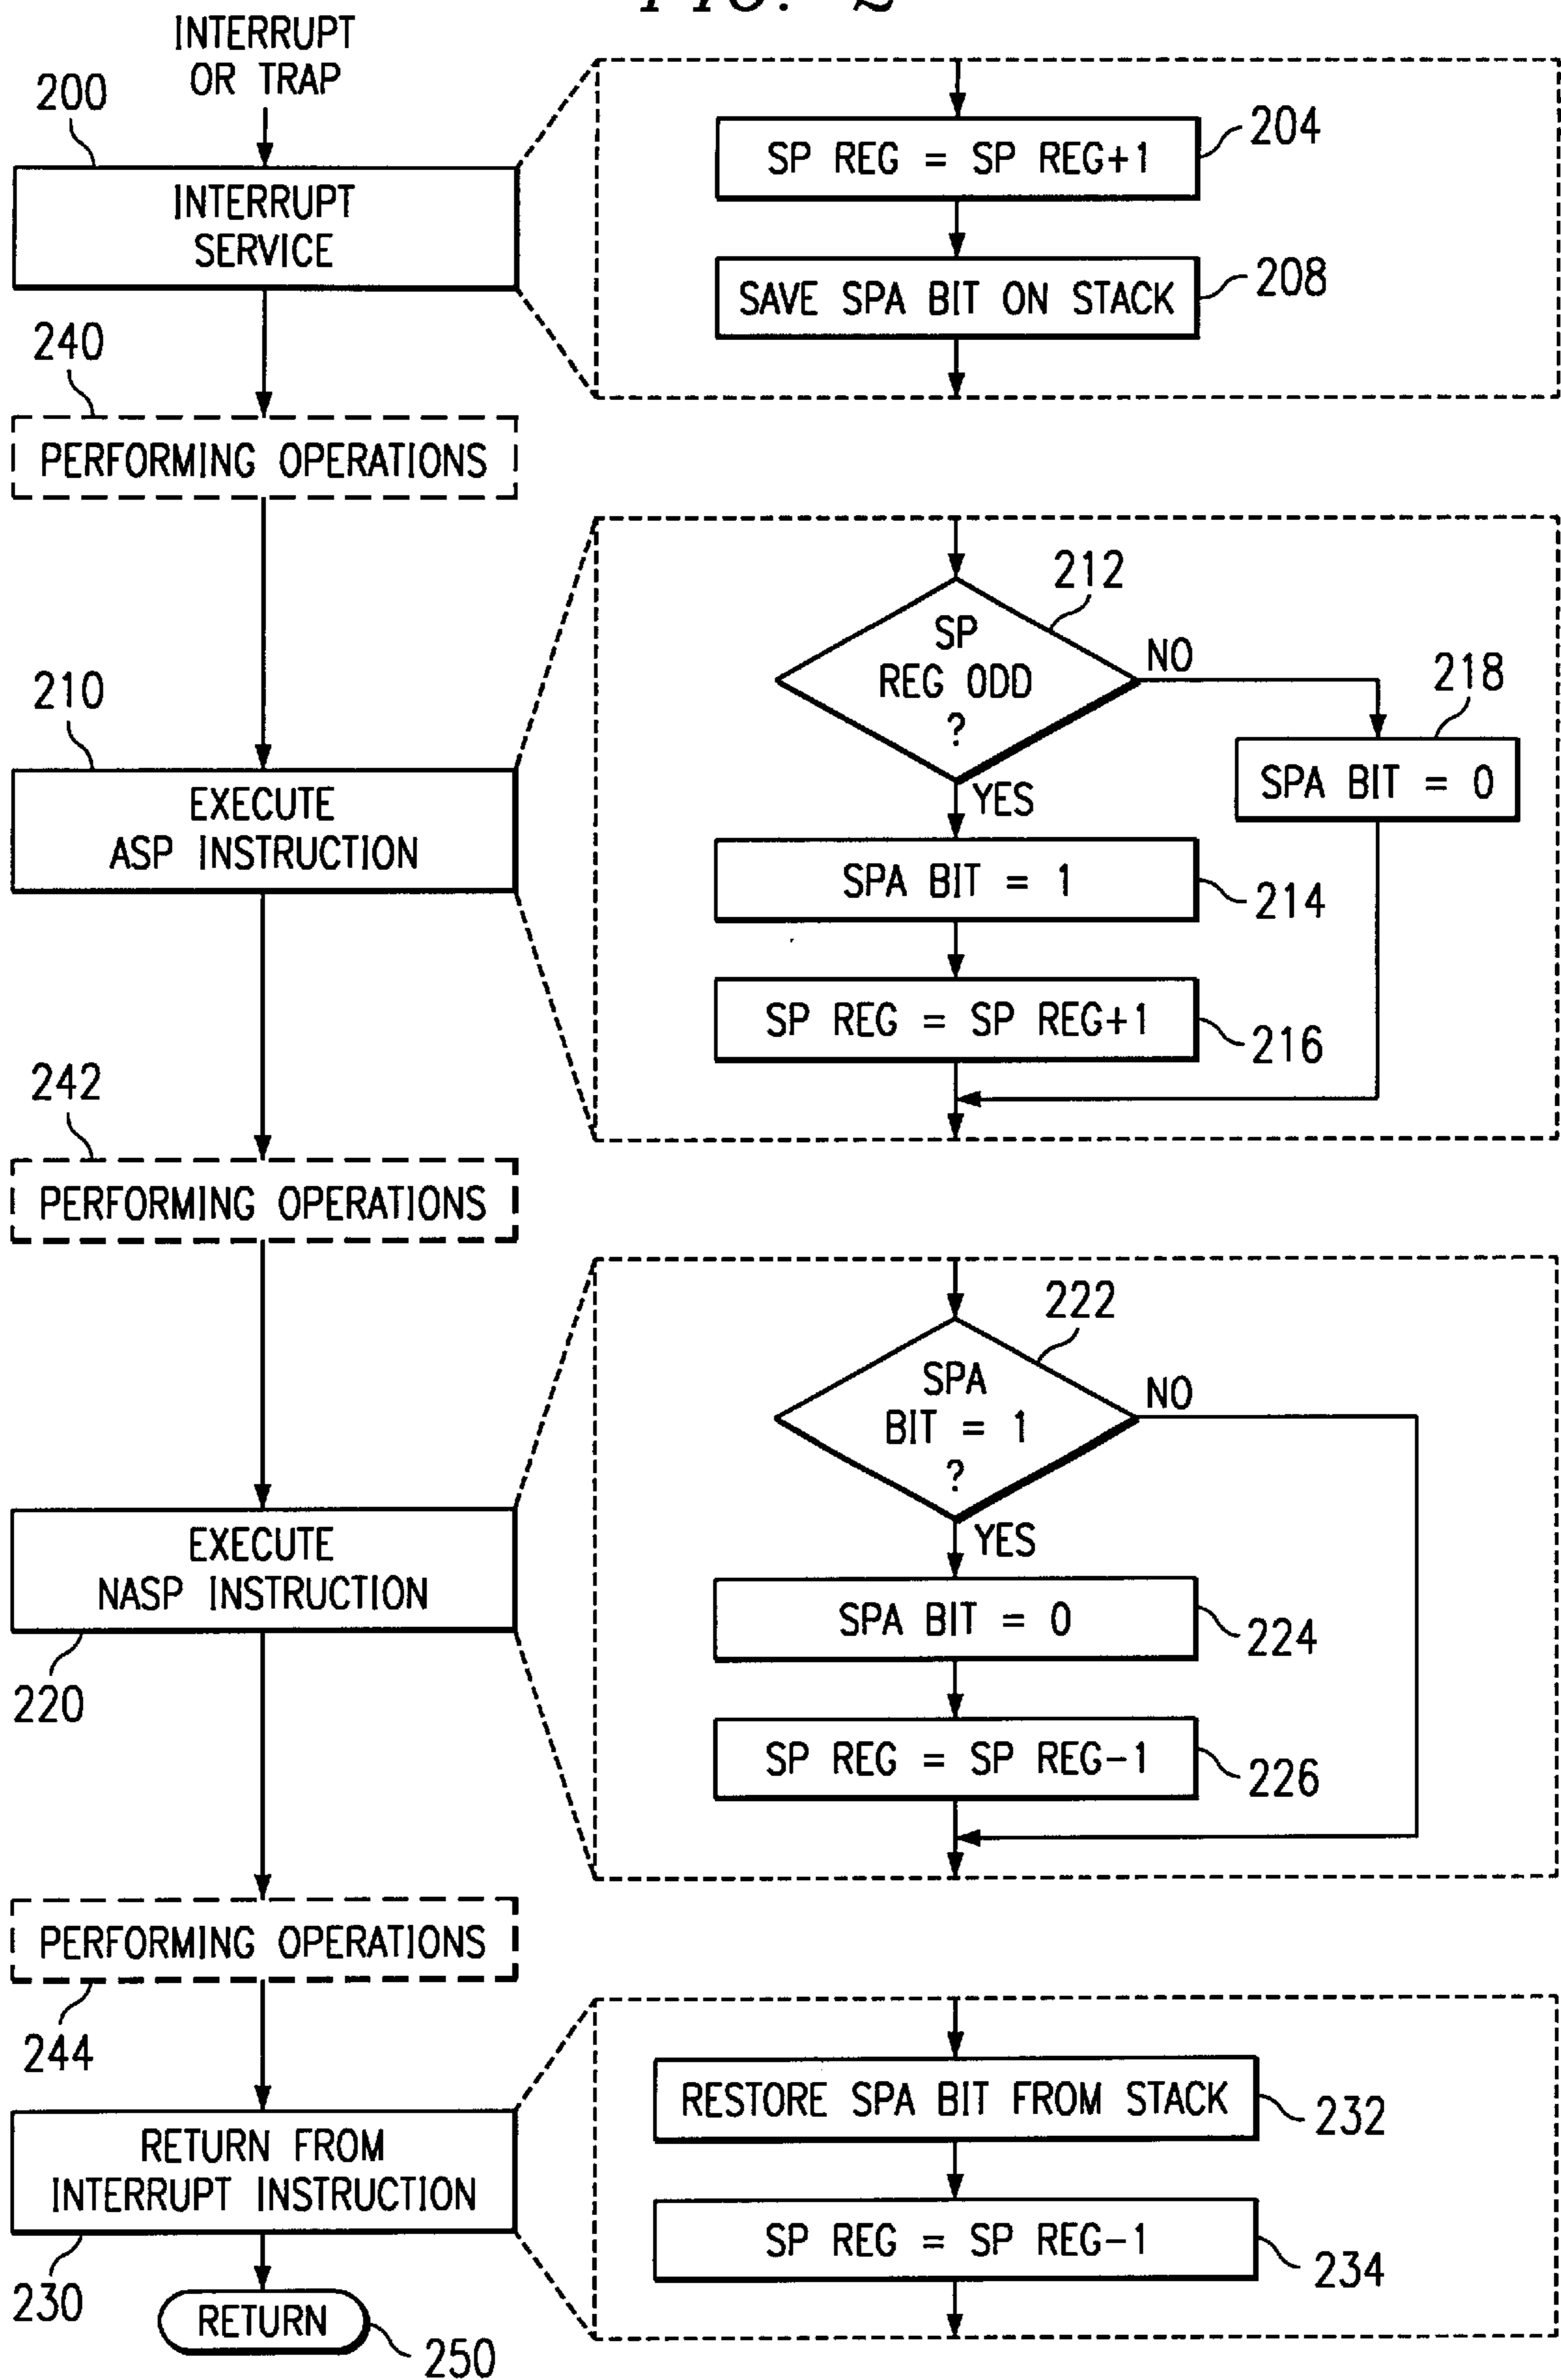 FIG. 2
INTERRUPT
OR TRAP
200
INTERRUPT
SERVICE
204
SP REG = SP REG+1
208
SAVE SPA BIT ON STACK
240
PERFORMING OPERATIONS
210
EXECUTE
ASP INSTRUCTION
212
SP
REG ODD
?
NO
218
SPA BIT = 0
YES
SPA BIT = 1
214
SP REG = SP REG+1
216
242
PERFORMING OPERATIONS
220
EXECUTE
NASP INSTRUCTION
222
SPA
BIT = 1
?
NO
YES
SPA BIT = 0
224
SP REG = SP REG-1
226
PERFORMING OPERATIONS
244
RETURN FROM
INTERRUPT INSTRUCTION
230
RESTORE SPA BIT FROM STACK
232
SP REG = SP REG-1
234
RETURN
250